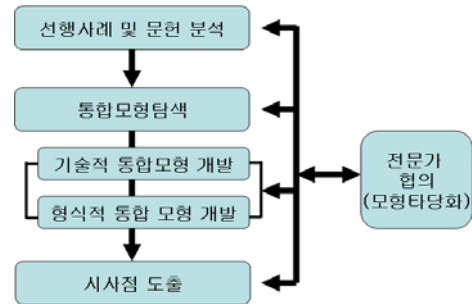 선행사례 및 문헌 분석
통합모형탐색
기술적 통합모형 개발
형식적 통합 모형 개발
시사점 도출
전문가
협의
(모형타당화)